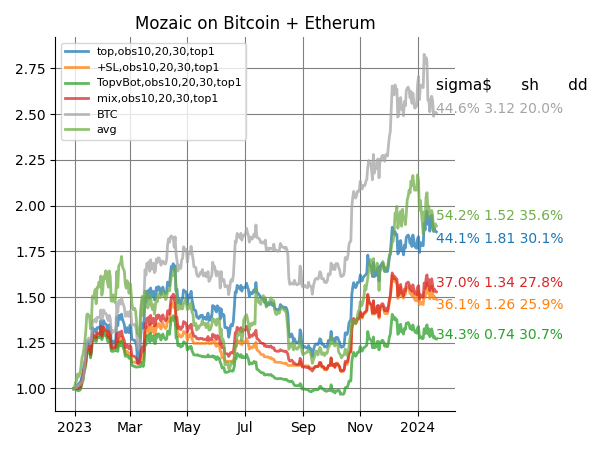 Mozaic on Bitcoin + Etherum
top,obs10,20,30,top1
+SL,obs10,20,30,top1
TopvBot,obs10,20,30,top1
mix,obs10,20,30,top1
BTC
avg
sigma$ sh dd
44.6% 3.12 20.0%
54.2% 1.52 35.6%
44.1% 1.81 30.1%
37.0% 1.34 27.8%
36.1% 1.26 25.9%
34.3% 0.74 30.7%
2.75
2.50
2.25
2.00
1.75
1.50
1.25
1.00
2023 Mar May Jul Sep Nov 2024